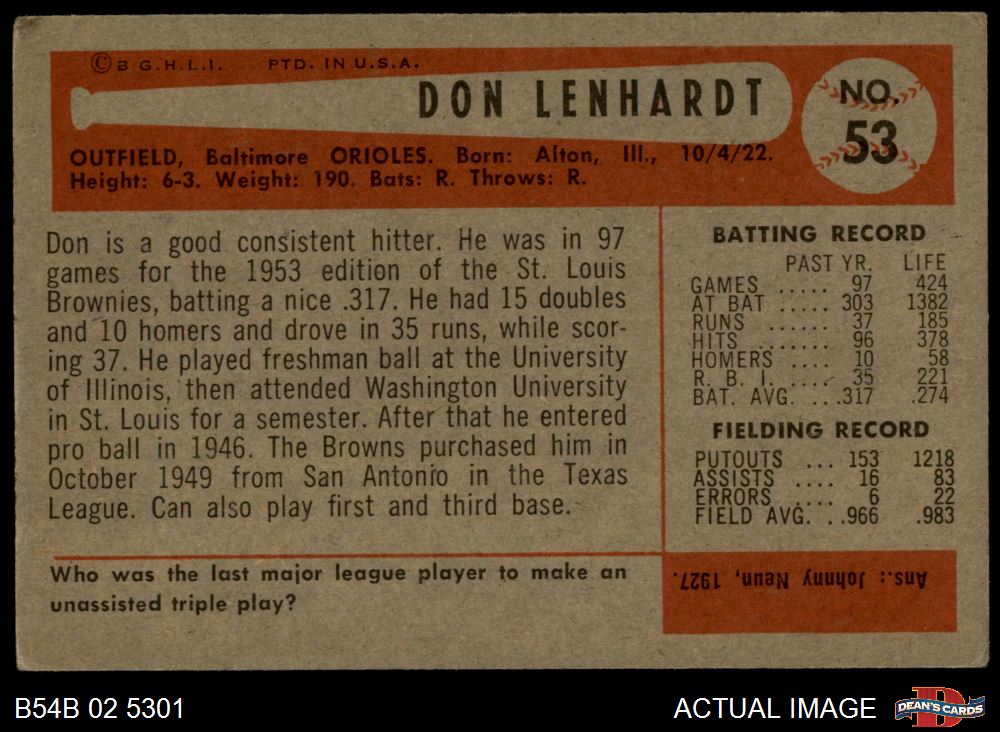 © B.G.H.L.I. PTD. IN U.S.A.
DON LENHARDT
NO.
53
OUTFIELD, Baltimore ORIOLES. Born: Alton, Ill., 10/4/22.
Height: 6-3. Weight: 190. Bats: R. Throws: R.
Don is a good consistent hitter. He was in 97
games for the 1953 edition of the St. Louis
Brownies, batting a nice .317. He had 15 doubles
and 10 homers and drove in 35 runs, while scor-
ing 37. He played freshman ball at the University
of Illinois, then attended Washington University
in St. Louis for a semester. After that he entered
pro ball in 1946. The Browns purchased him in
October 1949 from San Antonio in the Texas
League. Can also play first and third base.
BATTING RECORD
PAST YR. LIFE
GAMES ..... 97 424
AT BAT ..... 303 1382
RUNS ...... 37 185
HITS ....... 96 378
HOMERS .... 10 58
R. B. I. .... 35 221
BAT. AVG. ...317 .274
FIELDING RECORD
PUTOUTS ... 153 1218
ASSISTS .... 16 83
ERRORS .... 6 22
FIELD AVG. ..966 .983
Who was the last major league player to make an
unassisted triple play?
Ans.: Johnny Neun, 1927.
B54B 02 5301
ACTUAL IMAGE
D
DEAN'S CARDS